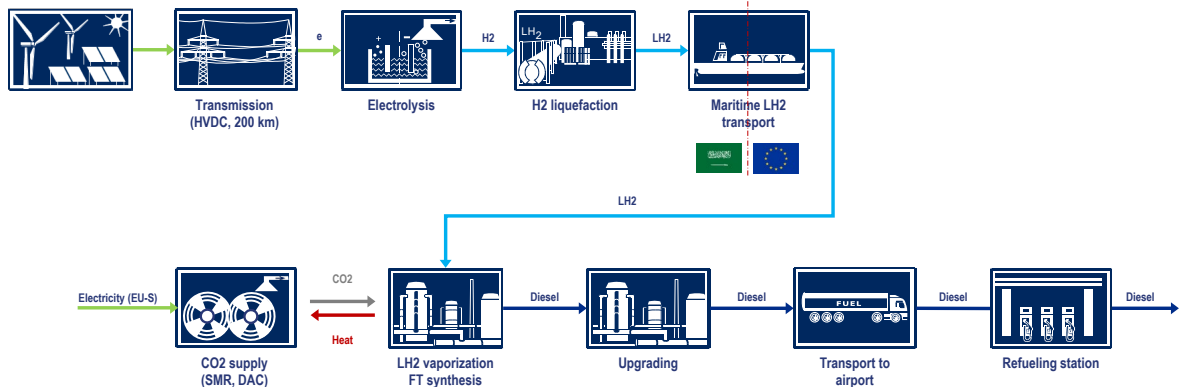 LH2
e
H2
LH2
Transmission
(HVDC, 200 km)
Electrolysis
H2 liquefaction
Maritime LH2
transport
LH2
Electricity (EU-S)
CO2
Heat
Diesel
Diesel
FUEL
Diesel
Diesel
CO2 supply
(SMR, DAC)
LH2 vaporization
FT synthesis
Upgrading
Transport to
airport
Refueling station